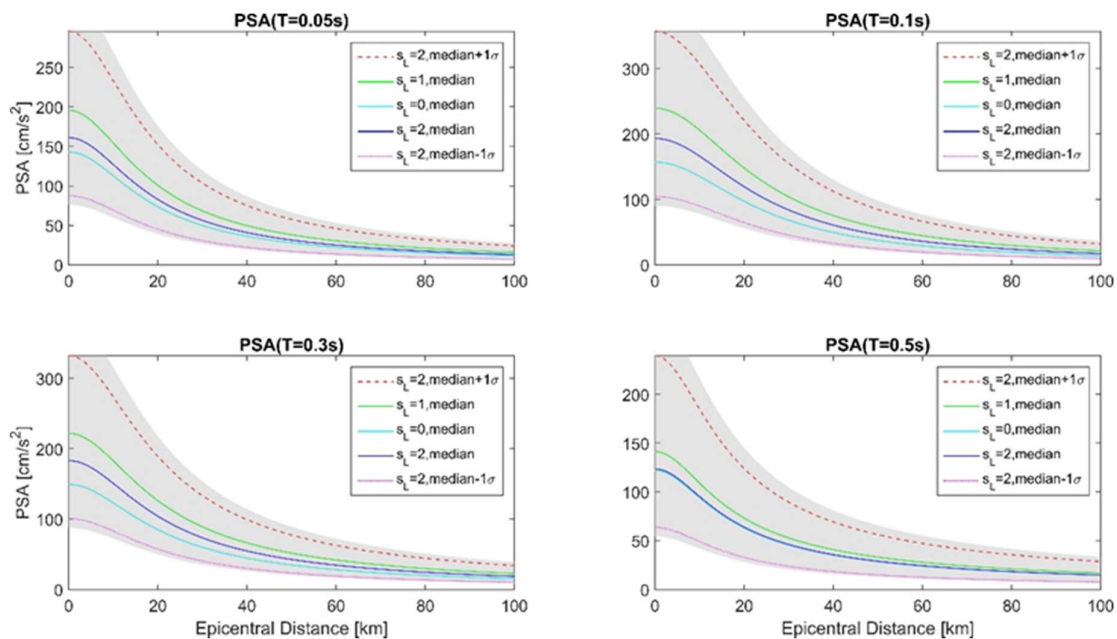 PSA(T=0.05s)
PSA [cm/s²]
250
200
150
100
50
0
0 20 40 60 80 100
s_L=2,median+1σ
s_L=1,median
s_L=0,median
s_L=2,median
s_L=2,median-1σ
PSA(T=0.1s)
300
200
100
0
0 20 40 60 80 100
s_L=2,median+1σ
s_L=1,median
s_L=0,median
s_L=2,median
s_L=2,median-1σ
PSA(T=0.3s)
PSA [cm/s²]
300
200
100
0
0 20 40 60 80 100
Epicentral Distance [km]
s_L=2,median+1σ
s_L=1,median
s_L=0,median
s_L=2,median
s_L=2,median-1σ
PSA(T=0.5s)
200
150
100
50
0
0 20 40 60 80 100
Epicentral Distance [km]
s_L=2,median+1σ
s_L=1,median
s_L=0,median
s_L=2,median
s_L=2,median-1σ